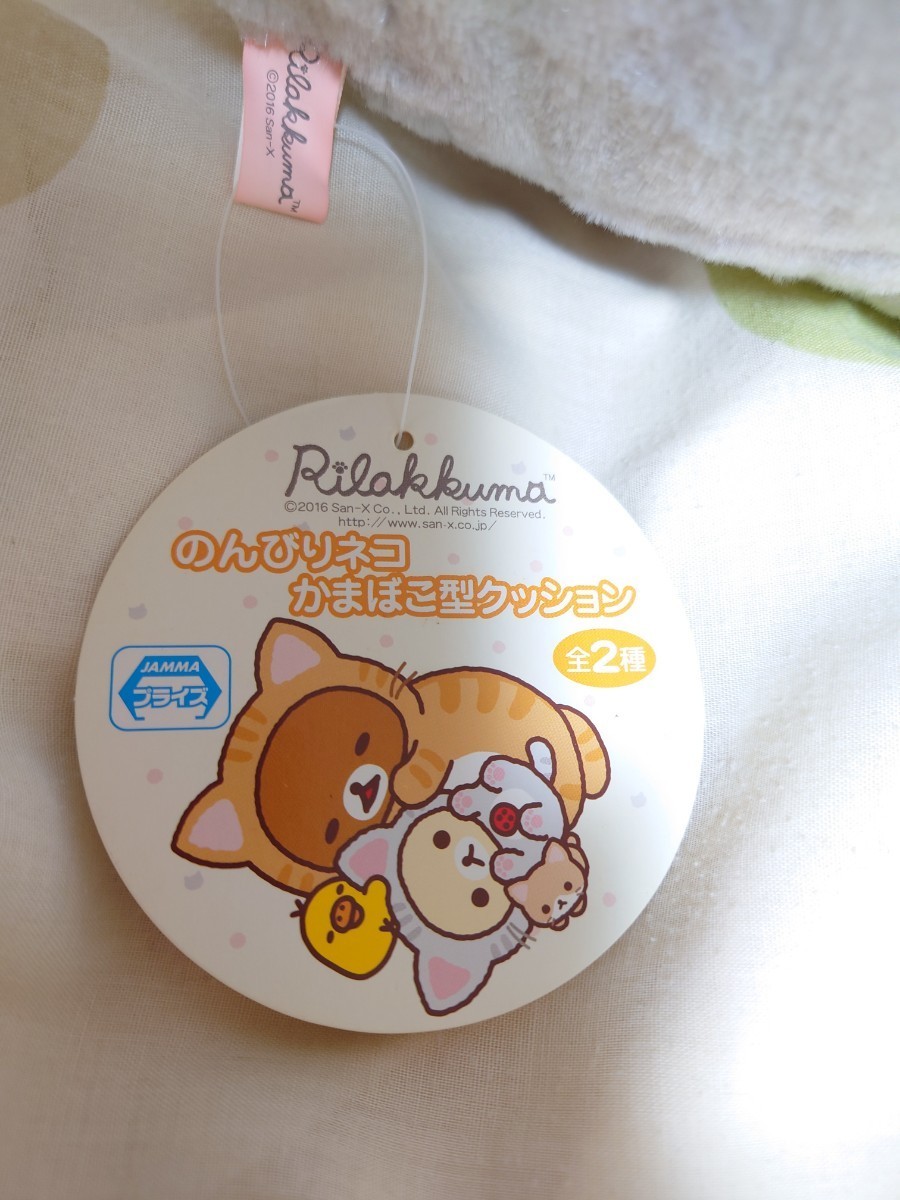 Rilakkuma™
©2016 San-X
Rilakkuma™
©2016 San-X Co., Ltd. All Rights Reserved.
http://www.san-x.co.jp/
のんびりネコ
かまぼこ型クッション
全2種
JAMMA
プライズ